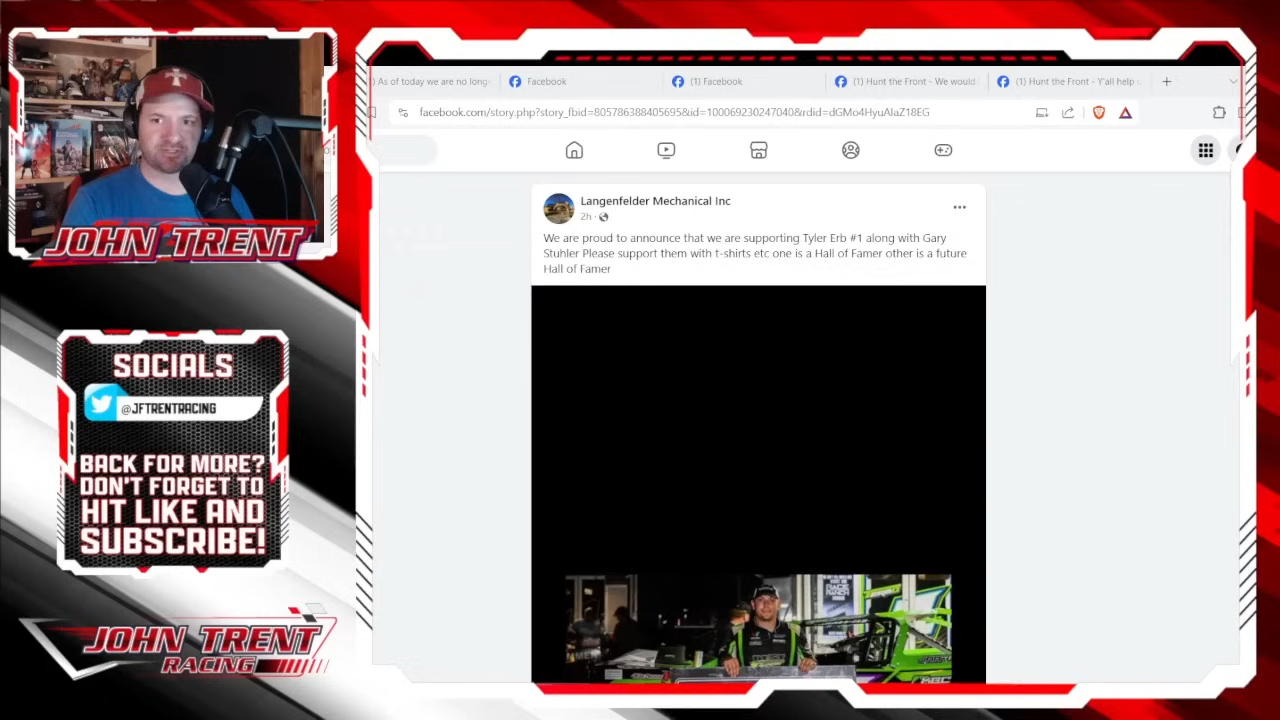 ) As of today we are no long
Facebook
(1) Facebook
(1) Hunt the Front - We would
(1) Hunt the Front - Y'all help u
facebook.com/story.php?story_fbid=805786388405695&id=100069230247040&rdid=dGMo4HyuAlaZ18EG
Langenfelder Mechanical Inc
2h
We are proud to announce that we are supporting Tyler Erb #1 along with Gary
Stuhler Please support them with t-shirts etc one is a Hall of Famer other is a future
Hall of Famer
JOHN TRENT
SOCIALS
@JFTRENTRACING
BACK FOR MORE?
DON'T FORGET TO
HIT LIKE AND
SUBSCRIBE!
JOHN TRENT
RACING